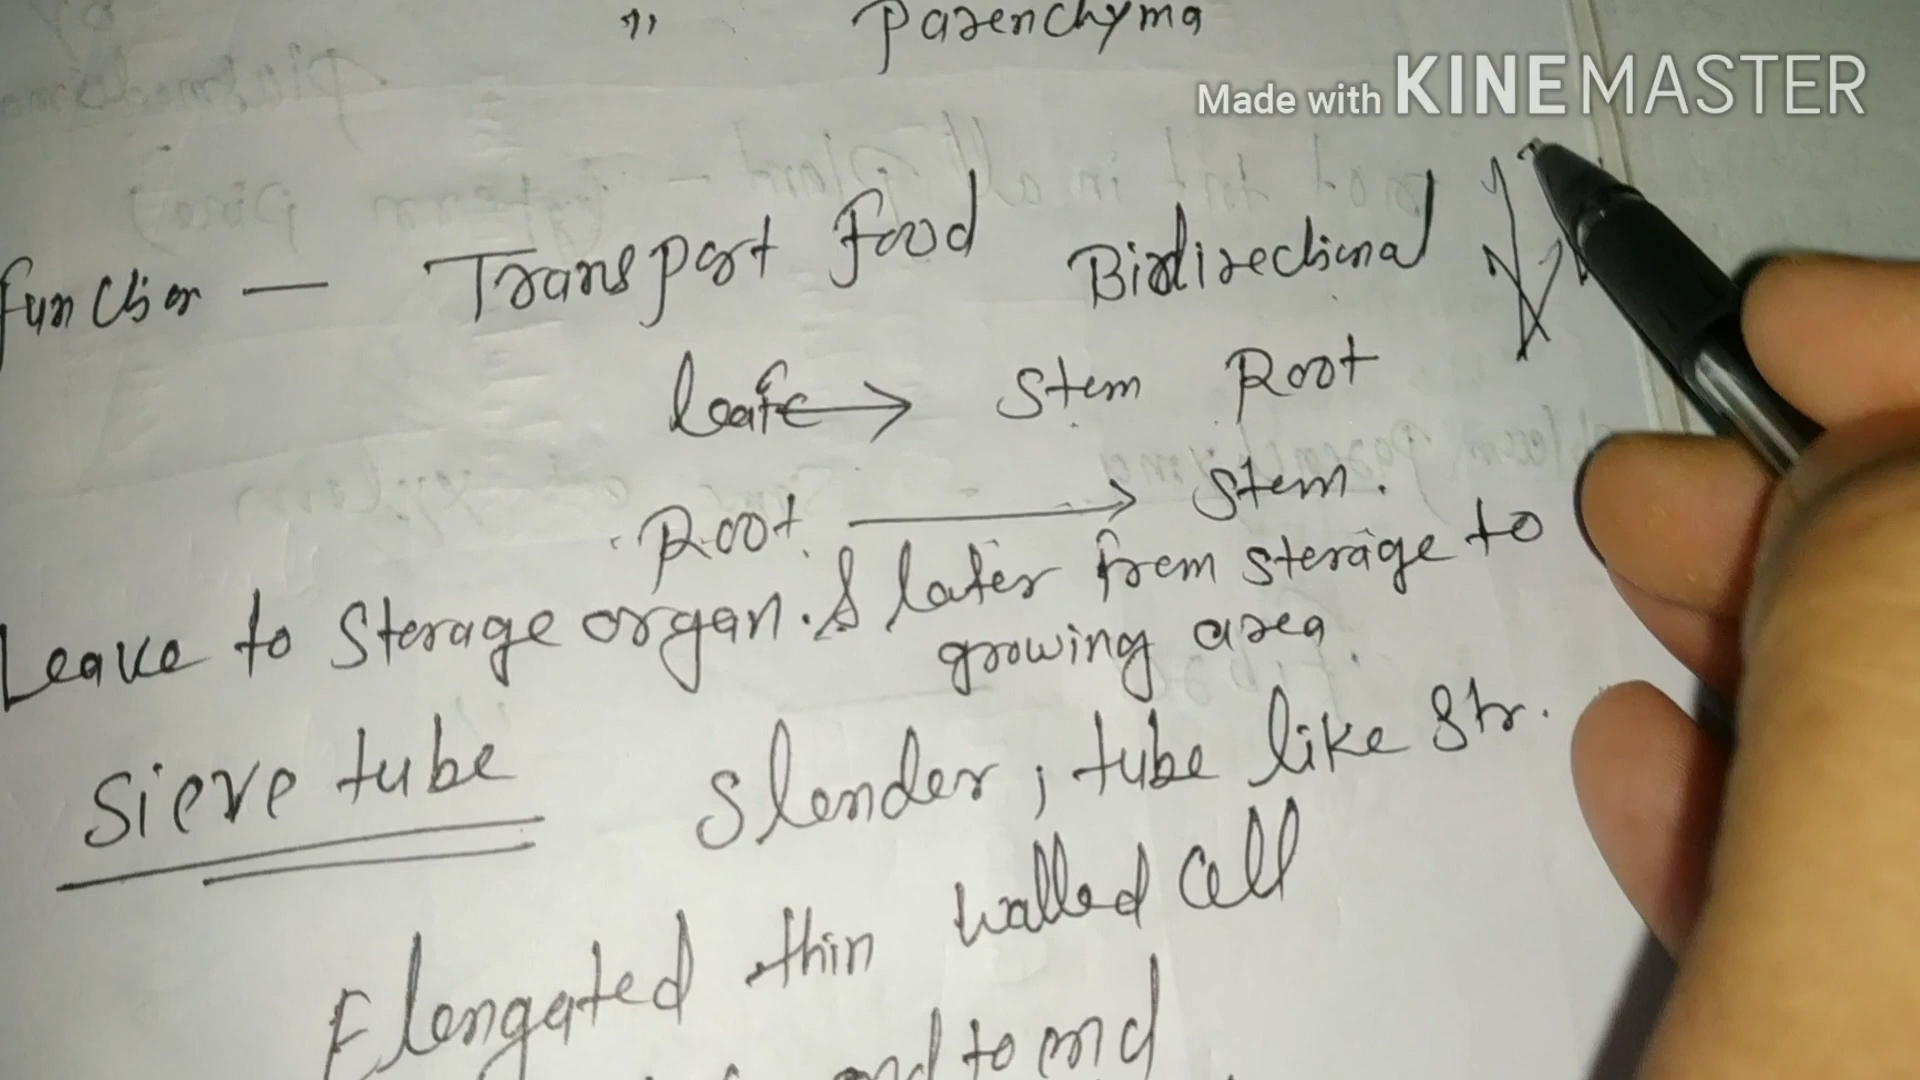 " Parenchyma
Made with KINEMASTER
function — Transport food Bidirectional
leafe → Stem Root
Root → Stem.
Leave to Storage organ. & later from storage to
growing area
Sieve tube Slender, tube like Str.
Elongated thin walled cell
end to end